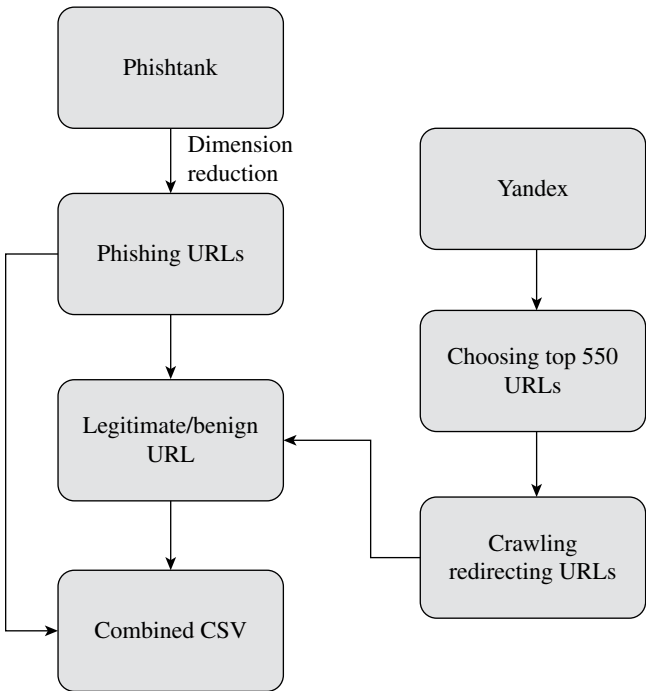 Phishtank
Dimension
reduction
Phishing URLs
Legitimate/benign
URL
Combined CSV
Yandex
Choosing top 550
URLs
Crawling
redirecting URLs